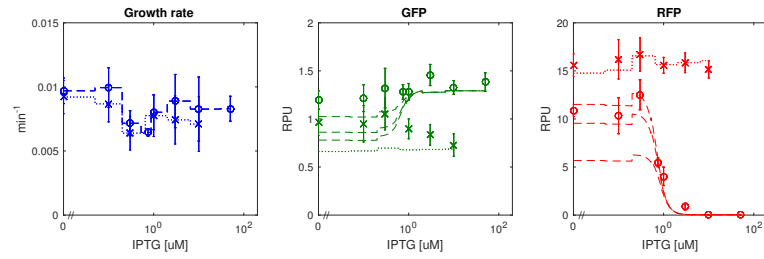 Growth rate
0.015
0.01
0.005
0
min⁻¹
0
10⁰
10²
IPTG [uM]
GFP
2
1.5
1
0.5
0
RPU
0
10⁰
10²
IPTG [uM]
RFP
20
15
10
5
0
RPU
0
10⁰
10²
IPTG [uM]